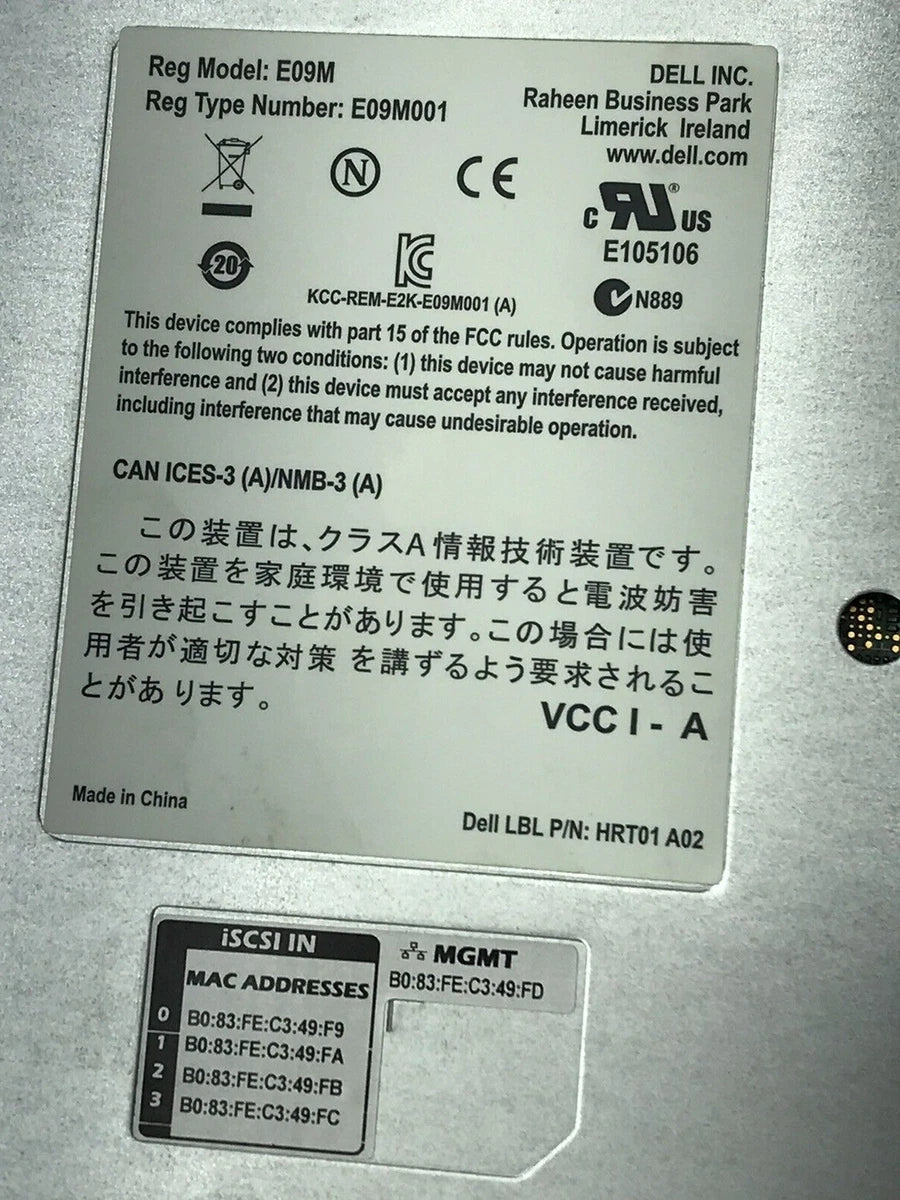 Reg Model: E09M
Reg Type Number: E09M001
DELL INC.
Raheen Business Park
Limerick Ireland
www.dell.com
N
CE
c RU ® US
E105106
20
KC
KCC-REM-E2K-E09M001 (A)
N889
This device complies with part 15 of the FCC rules. Operation is subject
to the following two conditions: (1) this device may not cause harmful
interference and (2) this device must accept any interference received,
including interference that may cause undesirable operation.
CAN ICES-3 (A)/NMB-3 (A)
この装置は、クラスA情報技術装置です。
この装置を家庭環境で使用すると電波妨害
を引き起こすことがあります。この場合には使
用者が適切な対策 を講ずるよう要求されるこ
とがあ ります。
VCC I - A
Made in China
Dell LBL P/N: HRT01 A02
iSCSI IN
MAC ADDRESSES
0 B0:83:FE:C3:49:F9
1 B0:83:FE:C3:49:FA
2 B0:83:FE:C3:49:FB
3 B0:83:FE:C3:49:FC
MGMT
B0:83:FE:C3:49:FD